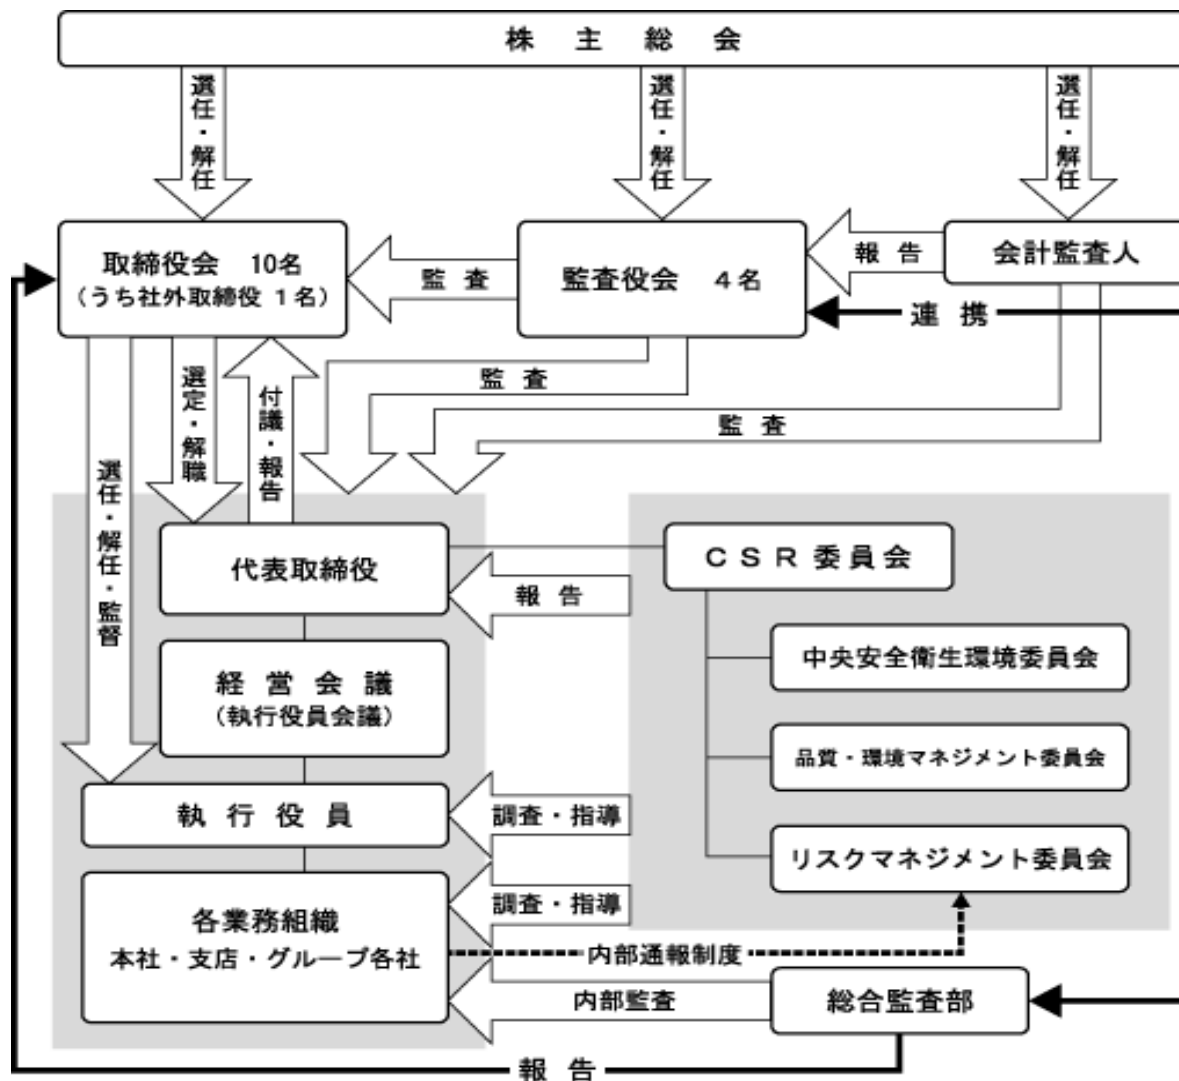 株主総会
選任・解任
選任・解任
選任・解任
取締役会 10名
（うち社外取締役 1名）
監査
監査役会 4名
報告
会計監査人
連携
選任・解任・監督
選定・解職
付議・報告
監査
監査
代表取締役
報告
CSR委員会
経営会議
（執行役員会議）
中央安全衛生環境委員会
品質・環境マネジメント委員会
執行役員
調査・指導
リスクマネジメント委員会
各業務組織
本社・支店・グループ各社
調査・指導
内部通報制度
内部監査
総合監査部
報告